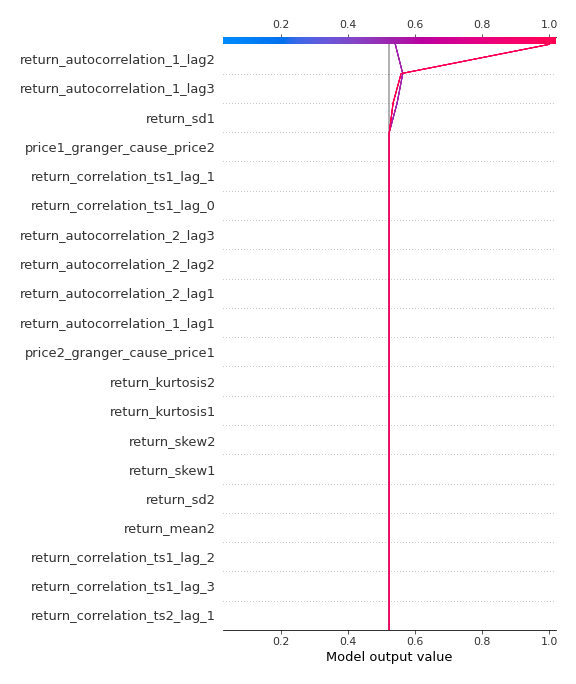 0.2 0.4 0.6 0.8 1.0
return_autocorrelation_1_lag2
return_autocorrelation_1_lag3
return_sd1
price1_granger_cause_price2
return_correlation_ts1_lag_1
return_correlation_ts1_lag_0
return_autocorrelation_2_lag3
return_autocorrelation_2_lag2
return_autocorrelation_2_lag1
return_autocorrelation_1_lag1
price2_granger_cause_price1
return_kurtosis2
return_kurtosis1
return_skew2
return_skew1
return_sd2
return_mean2
return_correlation_ts1_lag_2
return_correlation_ts1_lag_3
return_correlation_ts2_lag_1
0.2 0.4 0.6 0.8 1.0
Model output value